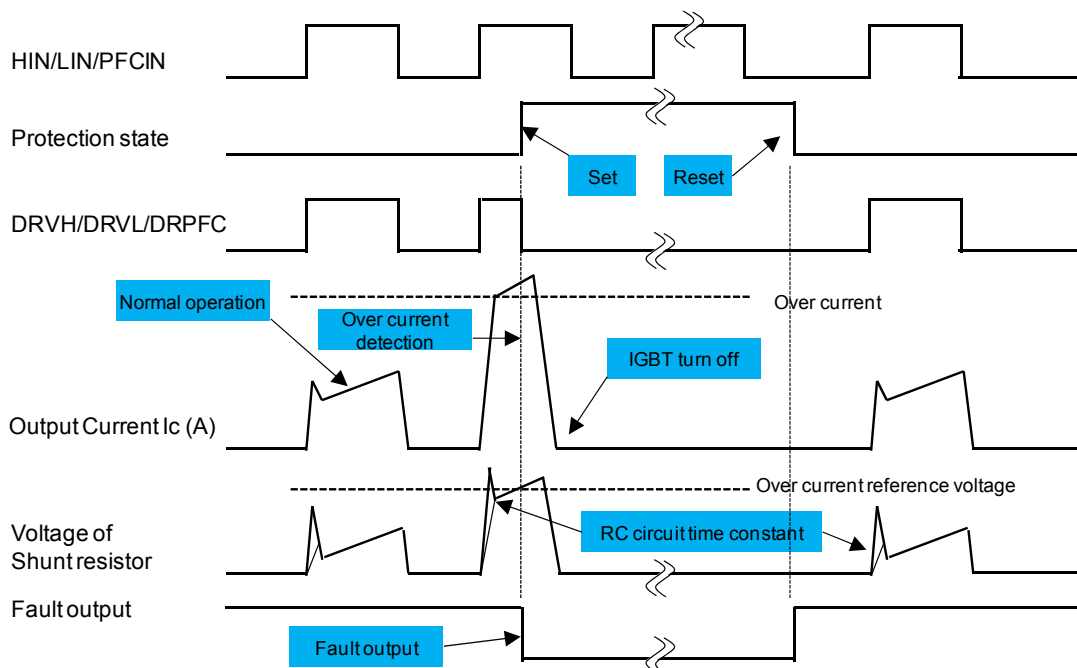 HIN/LIN/PFCIN
Protection state
Set
Reset
DRVH/DRVL/DRPFC
Normal operation
Over current
Over current
detection
IGBT turn off
Output Current Ic (A)
Over current reference voltage
RC circuit time constant
Voltage of
Shunt resistor
Fault output
Fault output